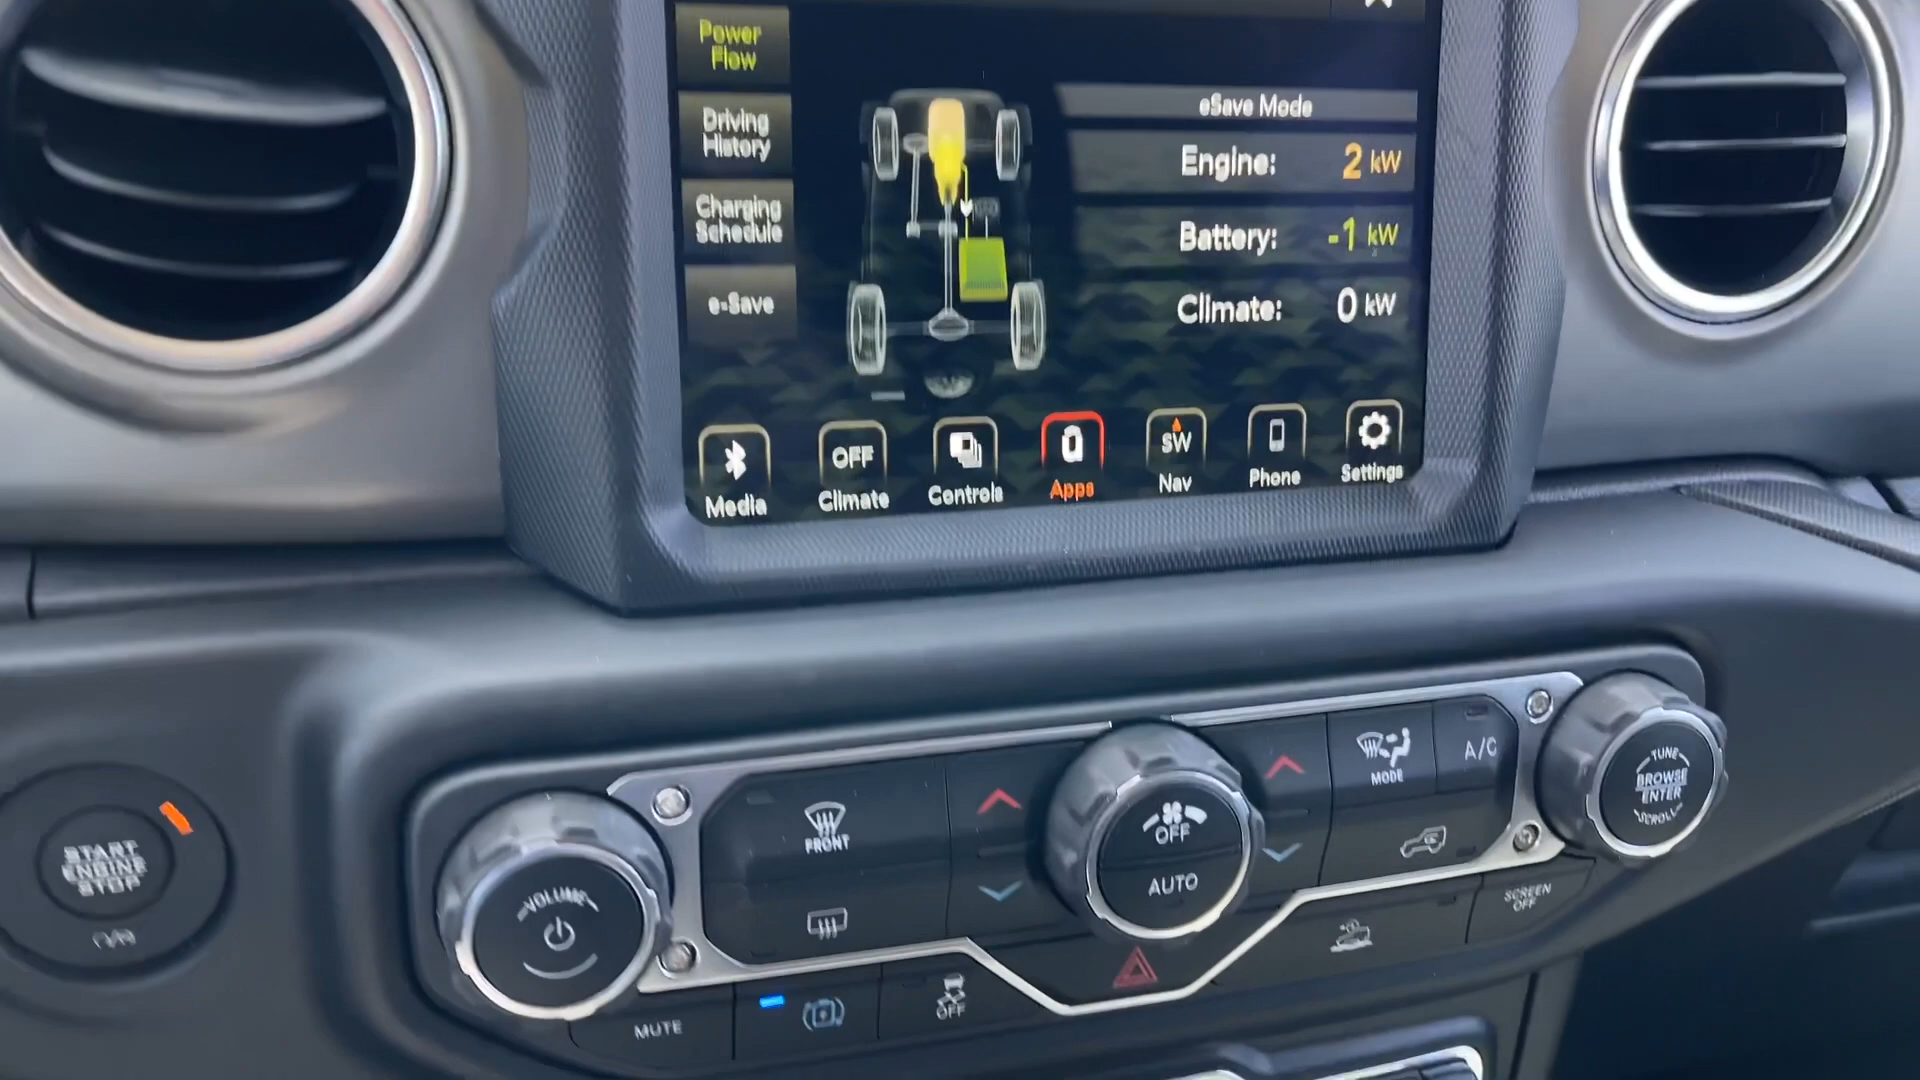 Power
Flow
Driving
History
Charging
Schedule
e-Save
eSave Mode
Engine: 2 kW
Battery: -1 kW
Climate: 0 kW
Media
OFF
Climate
Controls
Apps
SW
Nav
Phone
Settings
START
ENGINE
STOP
VOLUME
FRONT
OFF
AUTO
MODE
A/C
TUNE
BROWSE
ENTER
SCROLL
MUTE
OFF
SCREEN
OFF